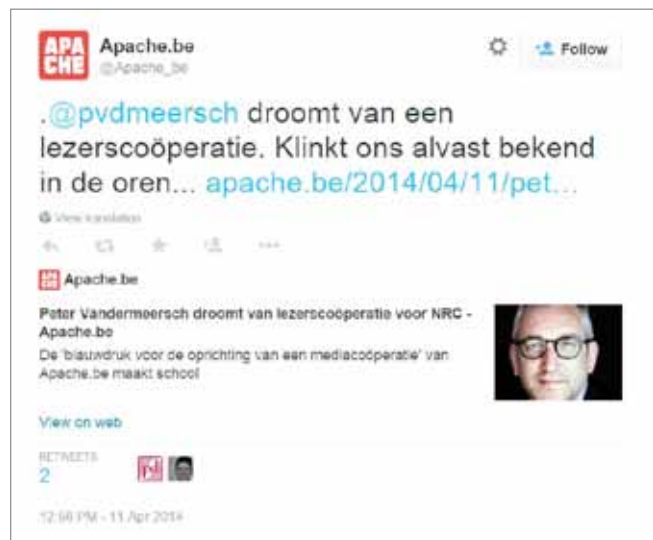 APA
CHE
Apache.be
@Apache_be
Follow
.@pvdmeersch droomt van een
lezerscoöperatie. Klinkt ons alvast bekend
in de oren... apache.be/2014/04/11/pet...
View translation
Apache.be
Peter Vandermeersch droomt van lezerscoöperatie voor NRC -
Apache.be
De 'blauwdruk voor de oprichting van een mediacoöperatie' van
Apache.be maakt school
View on web
RETWEETS
2
PM - 11 Apr 2014